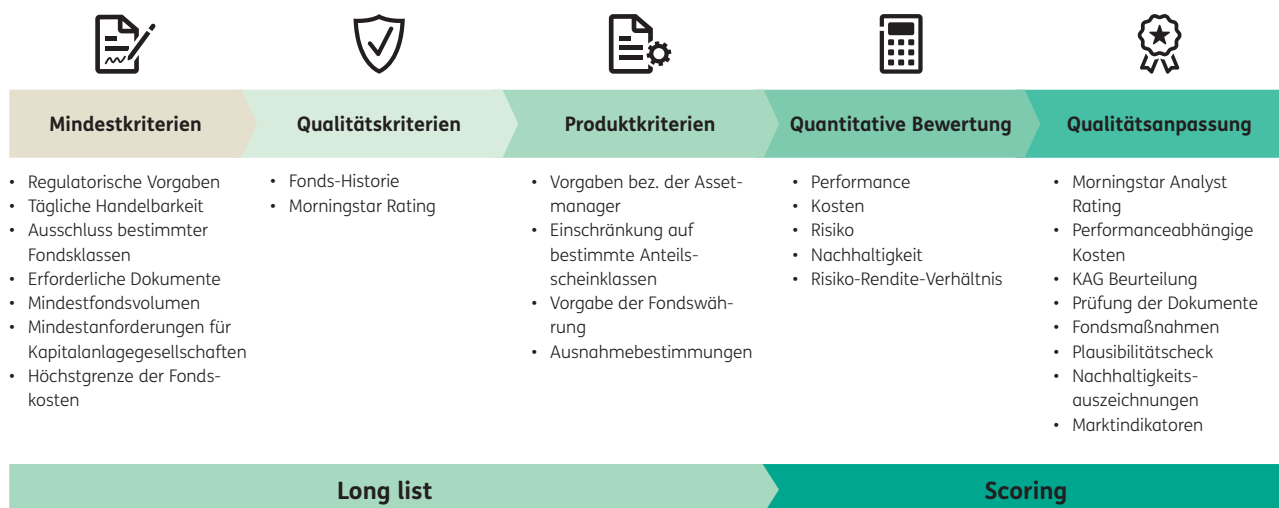 Mindestkriterien
Qualitätskriterien
Produktkriterien
Quantitative Bewertung
Qualitätsanpassung
• Regulatorische Vorgaben
• Tägliche Handelbarkeit
• Ausschluss bestimmter
Fondsklassen
• Erforderliche Dokumente
• Mindestfondsvolumen
• Mindestanforderungen für
Kapitalanlagegesellschaften
• Höchstgrenze der Fonds-
kosten
• Fonds-Historie
• Morningstar Rating
• Vorgaben bez. der Asset-
manager
• Einschränkung auf
bestimmte Anteils-
scheinklassen
• Vorgabe der Fondswäh-
rung
• Ausnahmebestimmungen
• Performance
• Kosten
• Risiko
• Nachhaltigkeit
• Risiko-Rendite-Verhältnis
• Morningstar Analyst
Rating
• Performanceabhängige
Kosten
• KAG Beurteilung
• Prüfung der Dokumente
• Fondsmaßnahmen
• Plausibilitätscheck
• Nachhaltigkeits-
auszeichnungen
• Marktindikatoren
Long list
Scoring